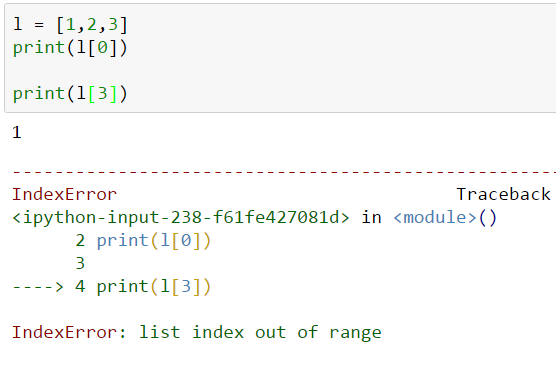 l = [1,2,3]
print(l[0])
print(l[3])
1
---------------------------------------------------
IndexError Traceback
<ipython-input-238-f61fe427081d> in <module>()
2 print(l[0])
3
----> 4 print(l[3])
IndexError: list index out of range